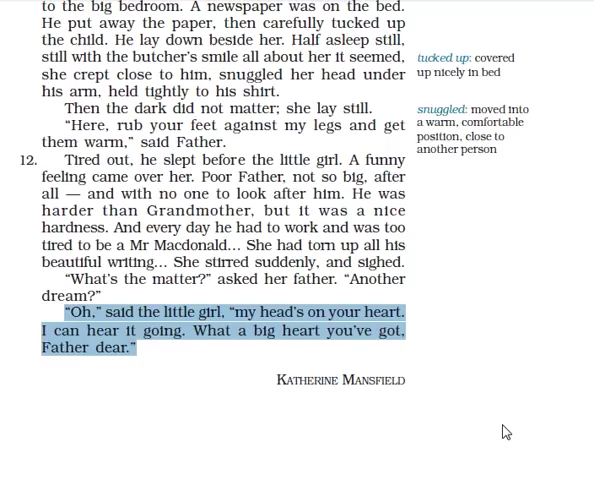 to the big bedroom. A newspaper was on the bed.
He put away the paper, then carefully tucked up
the child. He lay down beside her. Half asleep still,
still with the butcher's smile all about her it seemed,
she crept close to him, snuggled her head under
his arm, held tightly to his shirt.
Then the dark did not matter; she lay still.
“Here, rub your feet against my legs and get
them warm,” said Father.
12. Tired out, he slept before the little girl. A funny
feeling came over her. Poor Father, not so big, after
all — and with no one to look after him. He was
harder than Grandmother, but it was a nice
hardness. And every day he had to work and was too
tired to be a Mr Macdonald... She had torn up all his
beautiful writing... She stirred suddenly, and sighed.
“What's the matter?” asked her father. “Another
dream?”
“Oh,” said the little girl, “my head's on your heart.
I can hear it going. What a big heart you've got,
Father dear.”
KATHERINE MANSFIELD
tucked up: covered
up nicely in bed
snuggled: moved into
a warm, comfortable
position, close to
another person